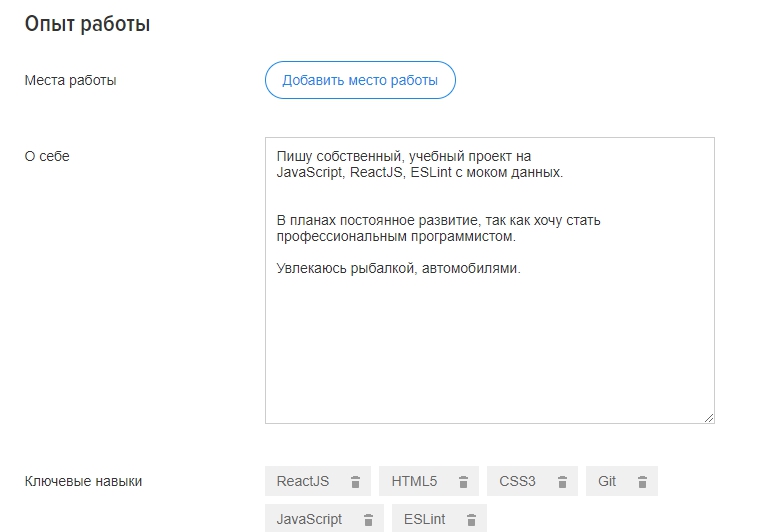 Опыт работы
Места работы
Добавить место работы
О себе
Пишу собственный, учебный проект на
JavaScript, ReactJS, ESLint с моком данных.
В планах постоянное развитие, так как хочу стать
профессиональным программистом.
Увлекаюсь рыбалкой, автомобилями.
Ключевые навыки
ReactJS HTML5 CSS3 Git
JavaScript ESLint